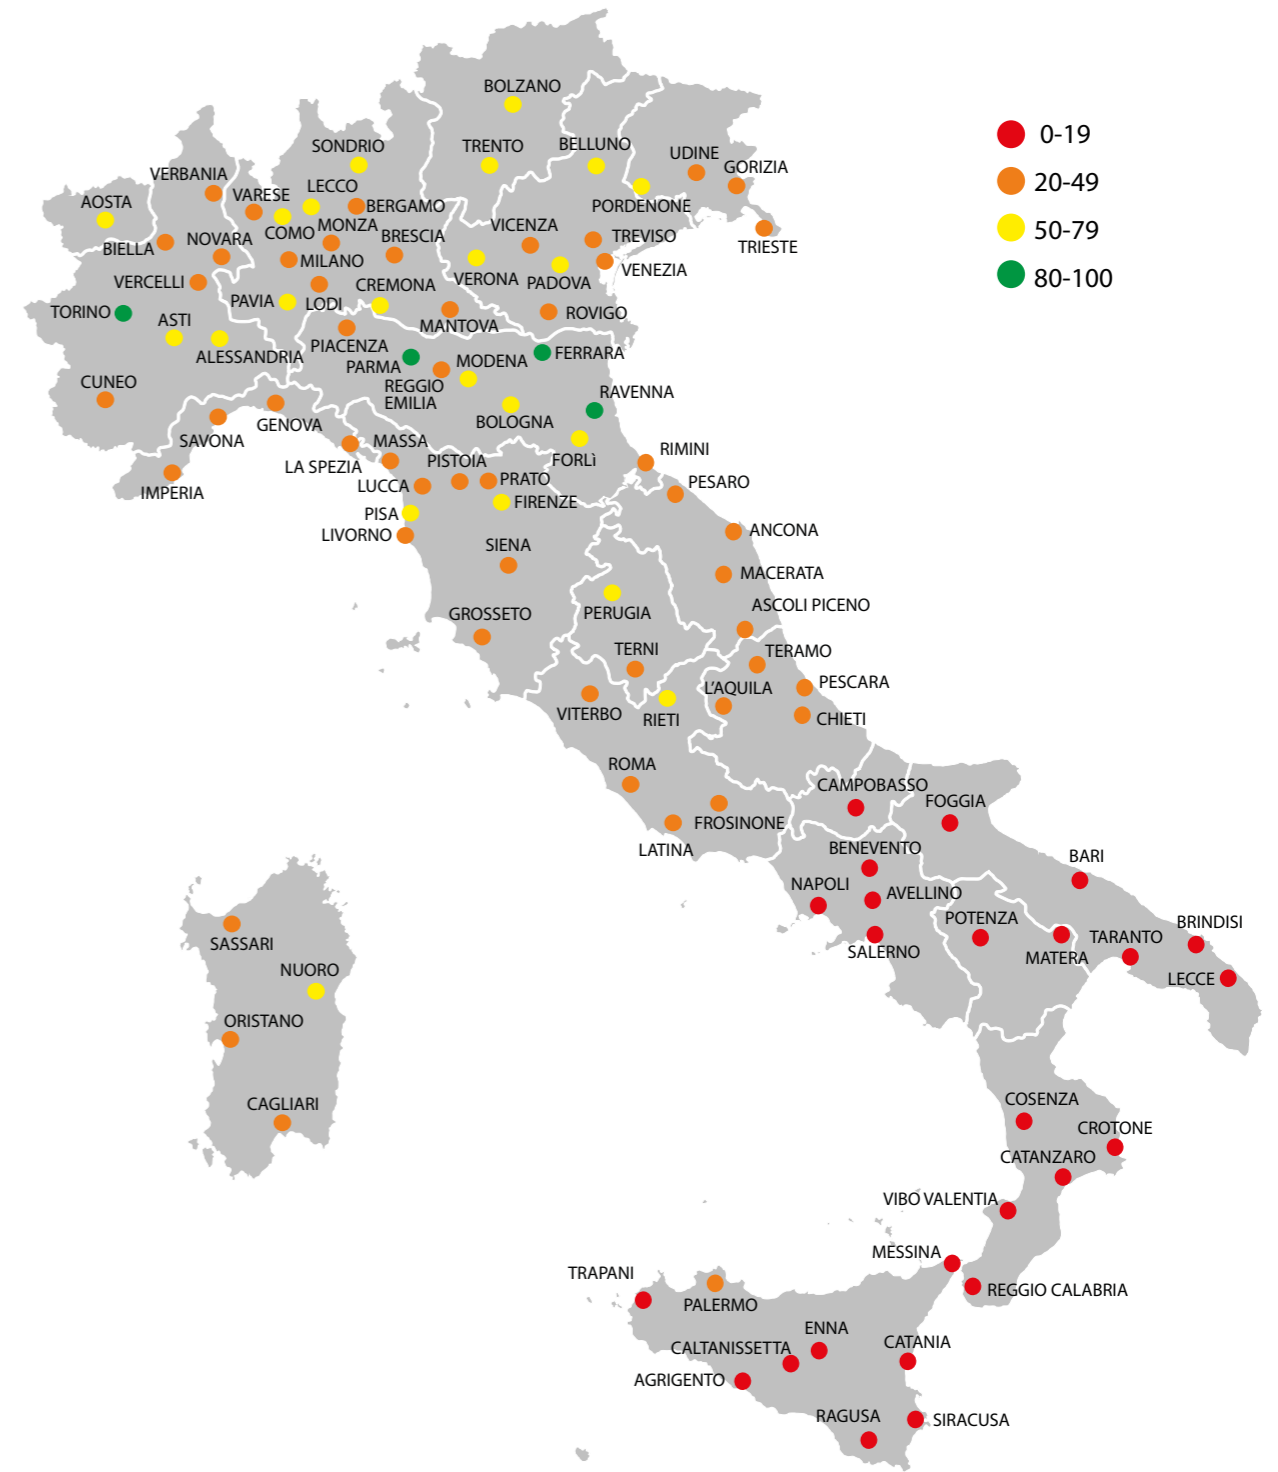 BOLZANO
0-19
SONDRIO
TRENTO
BELLUNO
UDINE
GORIZIA
20-49
VERBANIA
VARESE
LECCO
BERGAMO
PORDENONE
AOSTA
COMO
MONZA
VICENZA
TREVISO
TRIESTE
50-79
BIELLA
NOVARA
MILANO
BRESCIA
VERONA
PADOVA
VENEZIA
80-100
VERCELLI
PAVIA
LODI
CREMONA
MANTOVA
ROVIGO
TORINO
ASTI
ALESSANDRIA
PIACENZA
PARMA
MODENA
FERRARA
CUNEO
REGGIO
EMILIA
BOLOGNA
RAVENNA
SAVONA
GENOVA
LA SPEZIA
MASSA
PISTOIA
PRATO
FORLì
RIMINI
IMPERIA
LUCCA
FIRENZE
PESARO
PISA
LIVORNO
SIENA
ANCONA
MACERATA
GROSSETO
PERUGIA
ASCOLI PICENO
TERNI
TERAMO
L'AQUILA
PESCARA
VITERBO
RIETI
CHIETI
ROMA
CAMPOBASSO
FOGGIA
FROSINONE
LATINA
BENEVENTO
BARI
NAPOLI
AVELLINO
POTENZA
BRINDISI
SASSARI
SALERNO
MATERA
TARANTO
NUORO
LECCE
ORISTANO
CAGLIARI
COSENZA
CROTONE
CATANZARO
VIBO VALENTIA
MESSINA
TRAPANI
REGGIO CALABRIA
PALERMO
ENNA
CALTANISSETTA
CATANIA
AGRIGENTO
RAGUSA
SIRACUSA